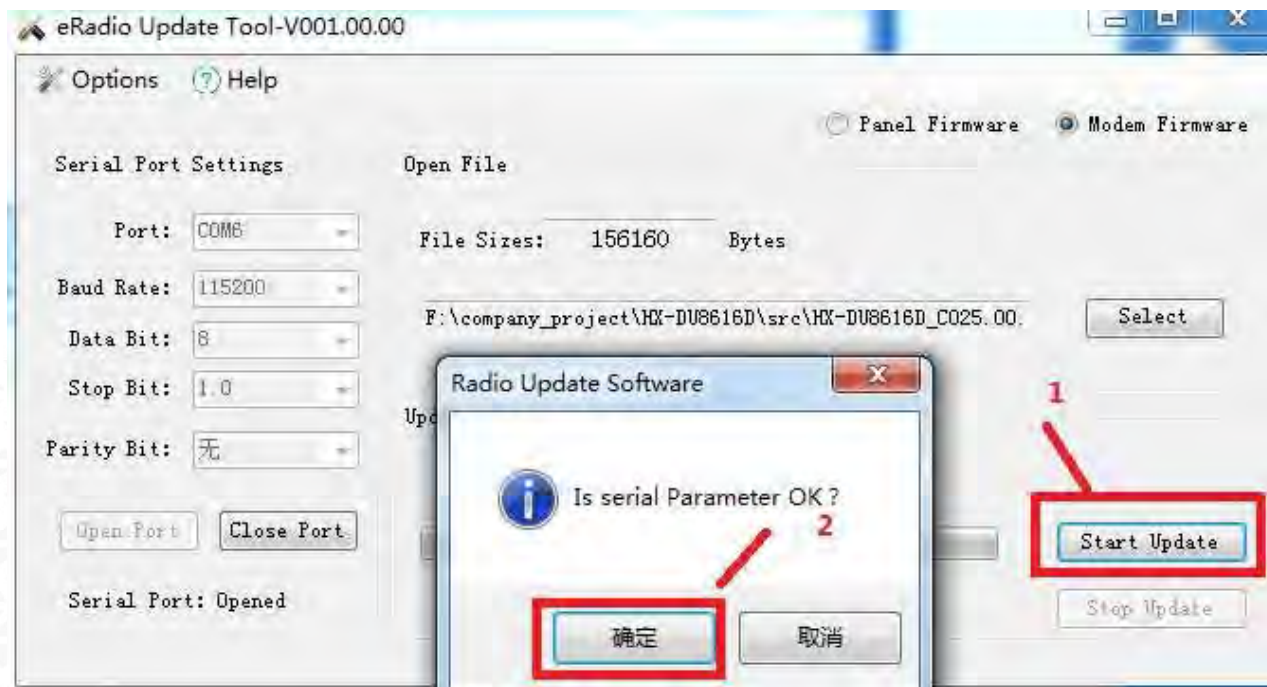 eRadio Update Tool-V001.00.00
Options Help
Panel Firmware Modem Firmware
Serial Port Settings
Open File
Port: COM6
File Sizes: 156160 Bytes
Baud Rate: 115200
F:\company_project\HX-DU8616D\src\HX-DU8616D_C025.00.
Select
Data Bit: 8
Radio Update Software
Stop Bit: 1.0
1
Parity Bit: 无
Is serial Parameter OK ?
2
Open Port Close Port
Start Update
Serial Port: Opened
Stop Update
确定 取消